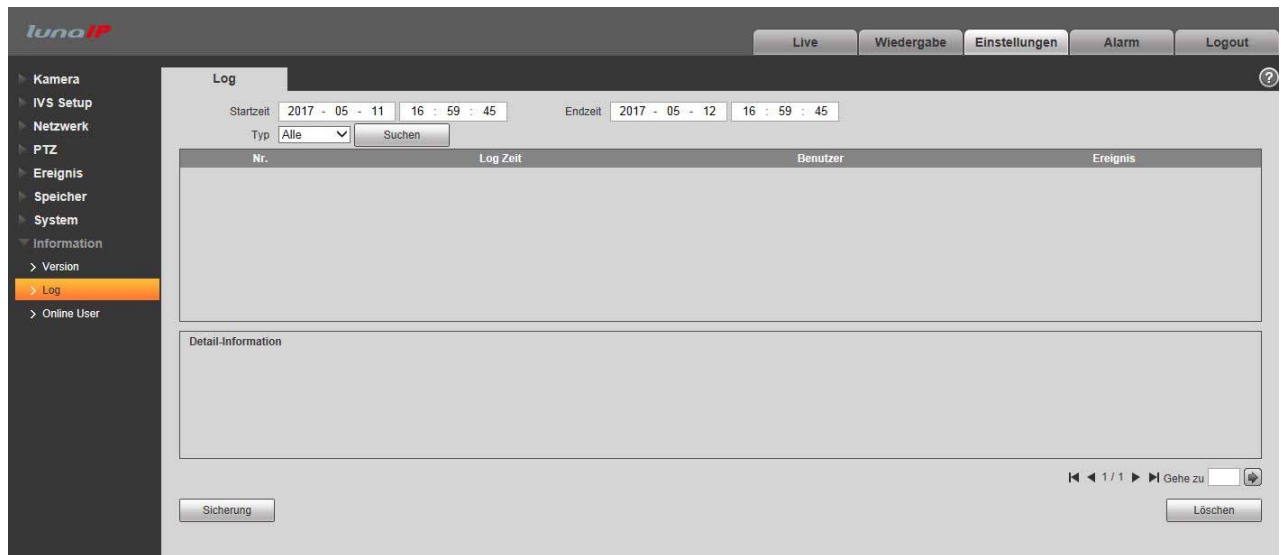 lunaIP
Live Wiedergabe Einstellungen Alarm Logout
Kamera
IVS Setup
Netzwerk
PTZ
Ereignis
Speicher
System
Information
Version
Log
Online User
Log
?
Startzeit 2017 - 05 - 11 16 : 59 : 45 Endzeit 2017 - 05 - 12 16 : 59 : 45
Typ Alle Suchen
Nr. Log Zeit Benutzer Ereignis
Detail-Information
1 / 1 Gehe zu
Sicherung Löschen